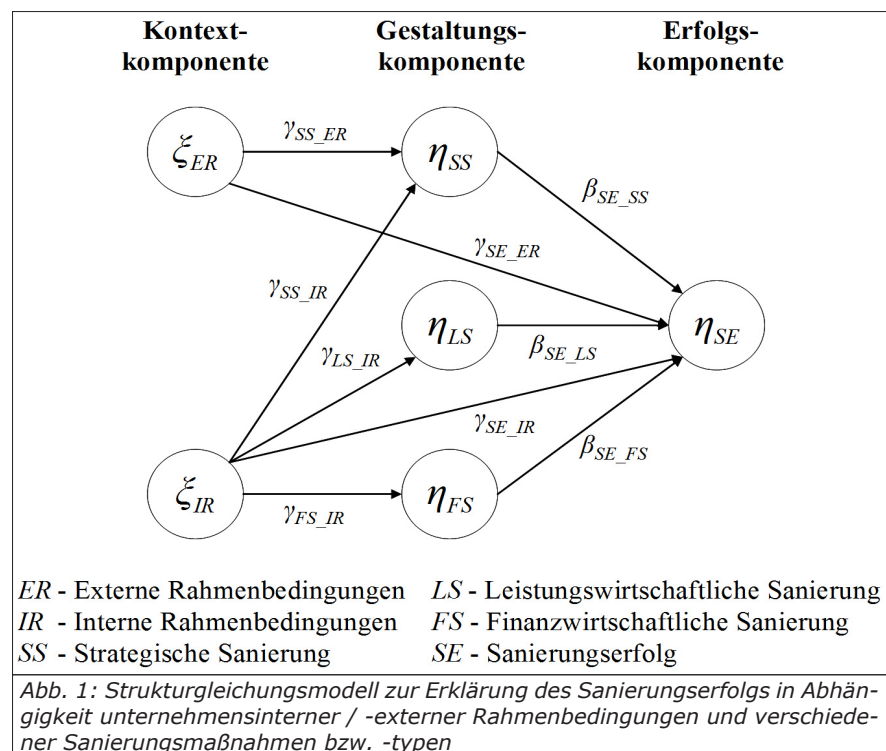 Kontext-
komponente
Gestaltungs-
komponente
Erfolgs-
komponente
ξER
γSS_ER
ηSS
βSE_SS
γSE_ER
γSS_IR
ηLS
ηSE
βSE_LS
γLS_IR
γSE_IR
βSE_FS
ξIR
γFS_IR
ηFS
ER - Externe Rahmenbedingungen
IR - Interne Rahmenbedingungen
SS - Strategische Sanierung
LS - Leistungswirtschaftliche Sanierung
FS - Finanzwirtschaftliche Sanierung
SE - Sanierungserfolg
Abb. 1: Strukturgleichungsmodell zur Erklärung des Sanierungserfolgs in Abhän-
gigkeit unternehmensinterner / -externer Rahmenbedingungen und verschiede-
ner Sanierungsmaßnahmen bzw. -typen